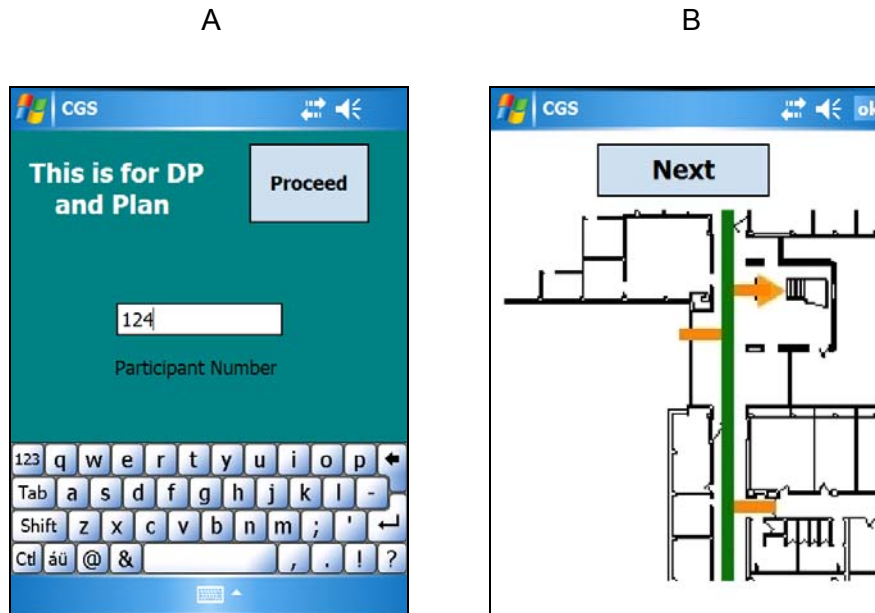 A
B
CGS
This is for DP
and Plan
Proceed
124
Participant Number
123 q w e r t y u i o p
Tab a s d f g h j k l -
Shift z x c v b n m ; '
Ctl áü @ & , . ! ?
CGS
ok
Next